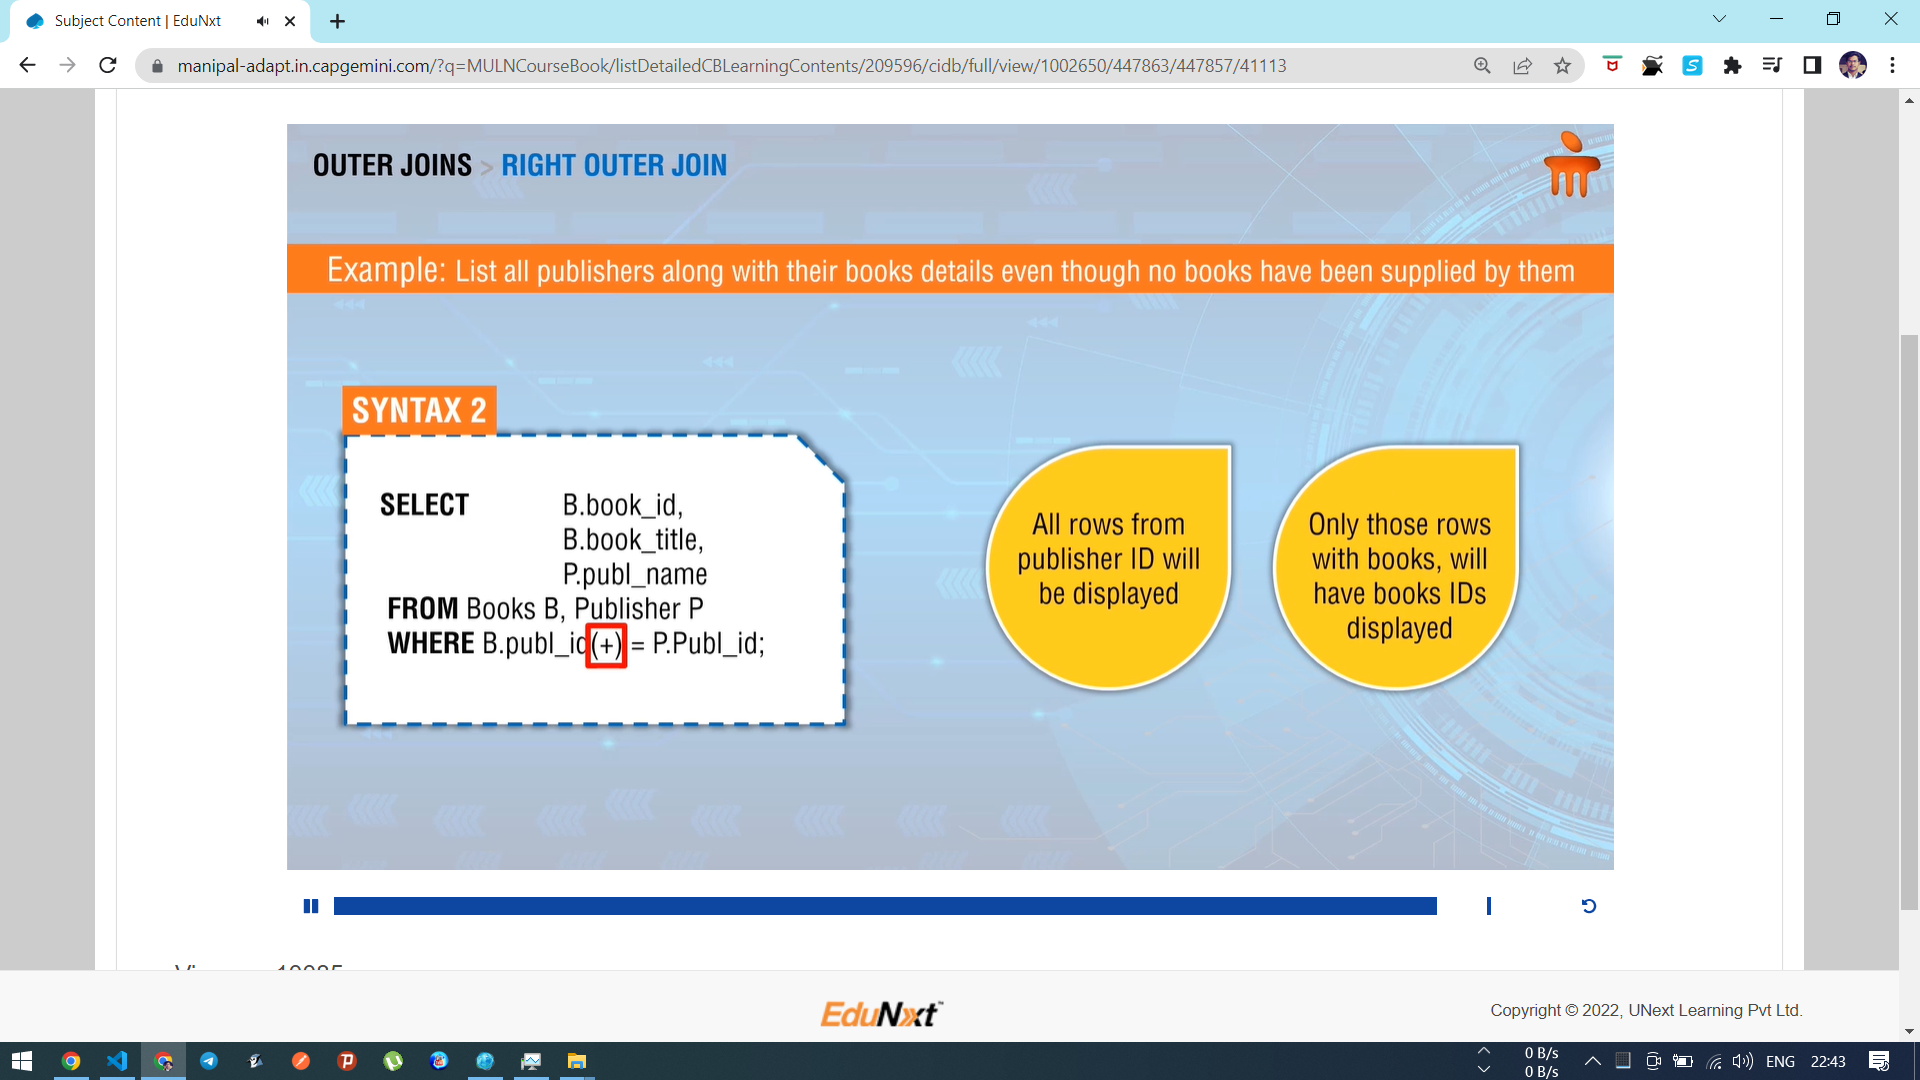 Subject Content | EduNxt
manipal-adapt.in.capgemini.com/?q=MULNCourseBook/listDetailedCBLearningContents/209596/cidb/full/view/1002650/447863/447857/41113
OUTER JOINS > RIGHT OUTER JOIN
Example: List all publishers along with their books details even though no books have been supplied by them
SYNTAX 2
SELECT B.book_id,
B.book_title,
P.publ_name
FROM Books B, Publisher P
WHERE B.publ_id(+) = P.Publ_id;
All rows from
publisher ID will
be displayed
Only those rows
with books, will
have books IDs
displayed
EduNxt™
Copyright © 2022, UNext Learning Pvt Ltd.
0 B/s
0 B/s
ENG
22:43